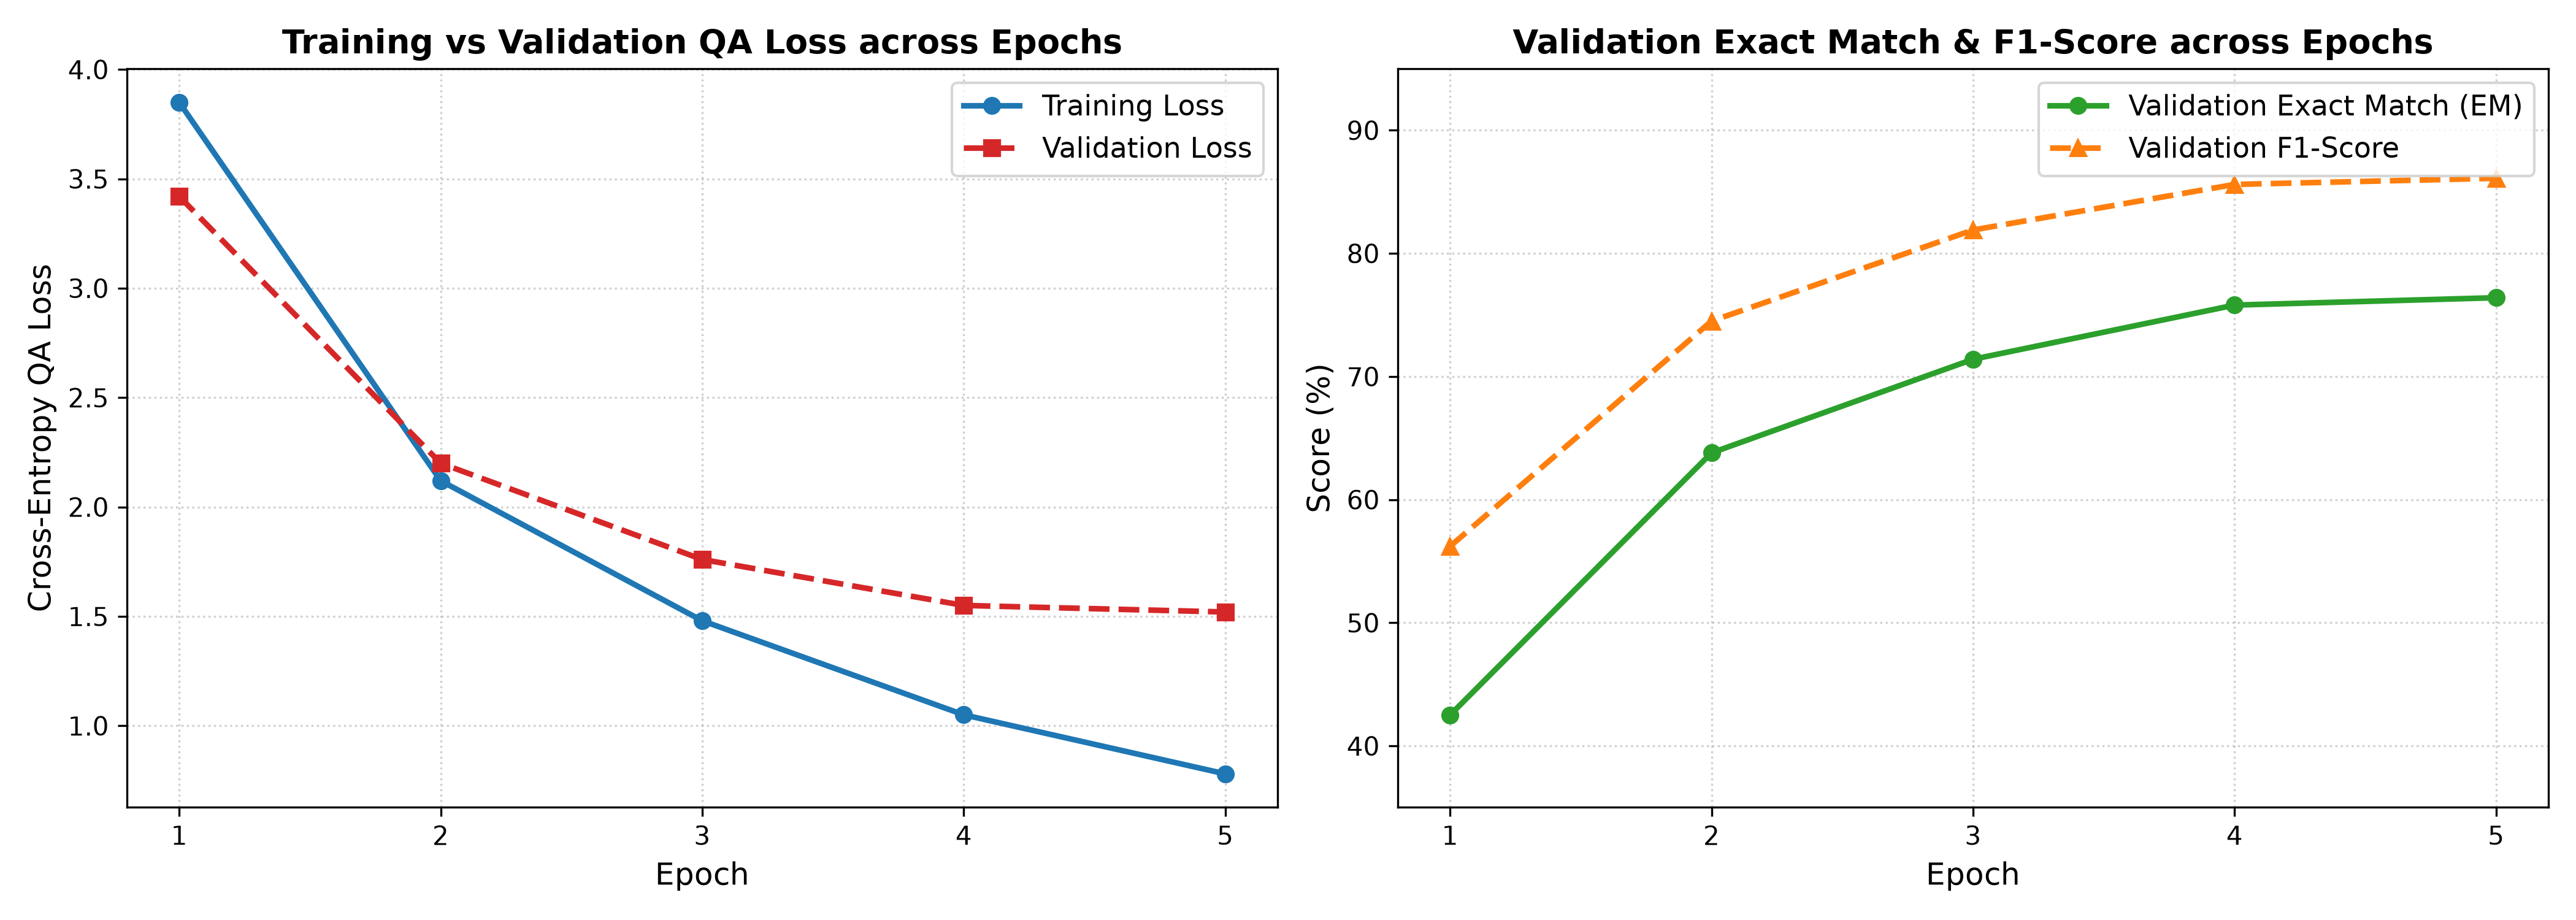 Training vs Validation QA Loss across Epochs
4.0
3.5
3.0
2.5
2.0
1.5
1.0
Cross-Entropy QA Loss
Training Loss
Validation Loss
1 2 3 4 5
Epoch
Validation Exact Match & F1-Score across Epochs
90
80
70
60
50
40
Score (%)
Validation Exact Match (EM)
Validation F1-Score
1 2 3 4 5
Epoch